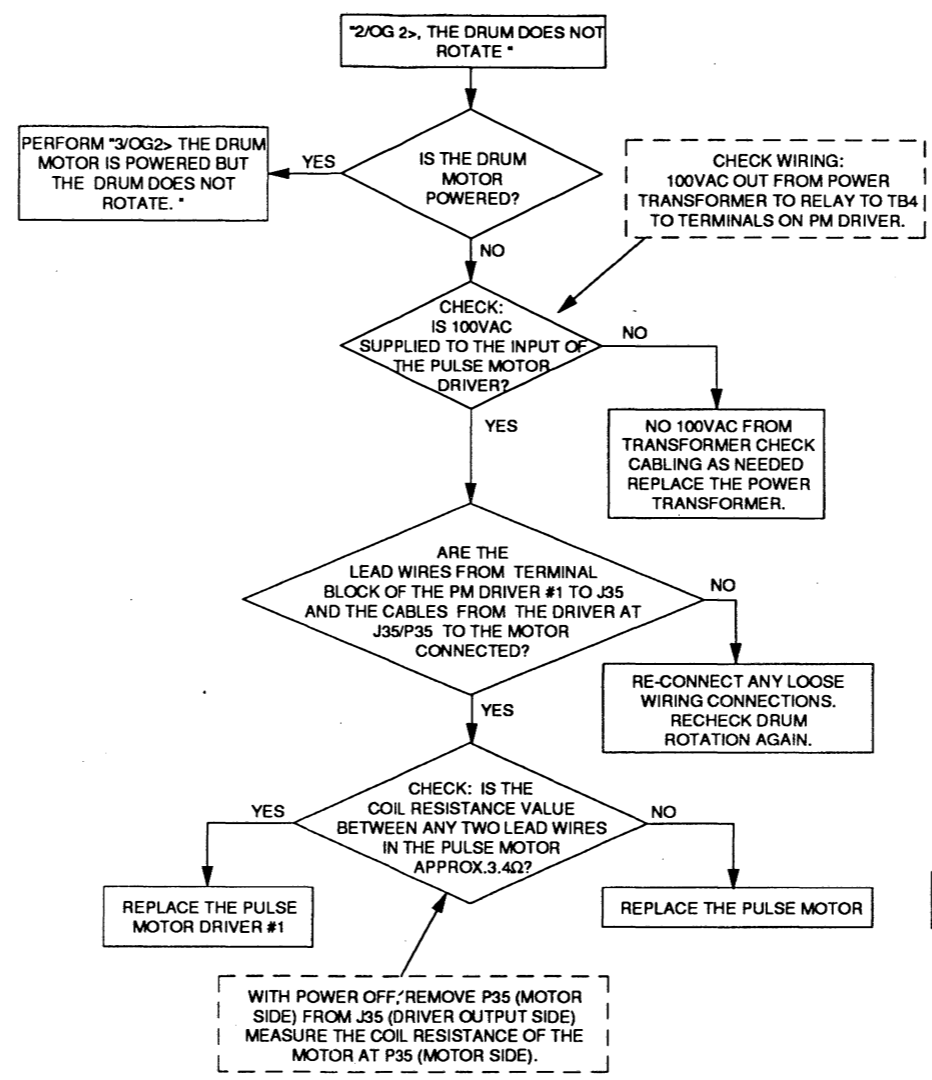 "2/OG 2>, THE DRUM DOES NOT
ROTATE "
PERFORM "3/OG2> THE DRUM
MOTOR IS POWERED BUT
THE DRUM DOES NOT
ROTATE. "
YES
IS THE DRUM
MOTOR
POWERED?
CHECK WIRING:
100VAC OUT FROM POWER
TRANSFORMER TO RELAY TO TB4
TO TERMINALS ON PM DRIVER.
NO
CHECK:
IS 100VAC
SUPPLIED TO THE INPUT OF
THE PULSE MOTOR
DRIVER?
NO
YES
NO 100VAC FROM
TRANSFORMER CHECK
CABLING AS NEEDED
REPLACE THE POWER
TRANSFORMER.
ARE THE
LEAD WIRES FROM TERMINAL
BLOCK OF THE PM DRIVER #1 TO J35
AND THE CABLES FROM THE DRIVER AT
J35/P35 TO THE MOTOR
CONNECTED?
NO
YES
RE-CONNECT ANY LOOSE
WIRING CONNECTIONS.
RECHECK DRUM
ROTATION AGAIN.
CHECK: IS THE
COIL RESISTANCE VALUE
BETWEEN ANY TWO LEAD WIRES
IN THE PULSE MOTOR
APPROX.3.4Ω?
YES
NO
REPLACE THE PULSE
MOTOR DRIVER #1
REPLACE THE PULSE MOTOR
WITH POWER OFF, REMOVE P35 (MOTOR
SIDE) FROM J35 (DRIVER OUTPUT SIDE)
MEASURE THE COIL RESISTANCE OF THE
MOTOR AT P35 (MOTOR SIDE).